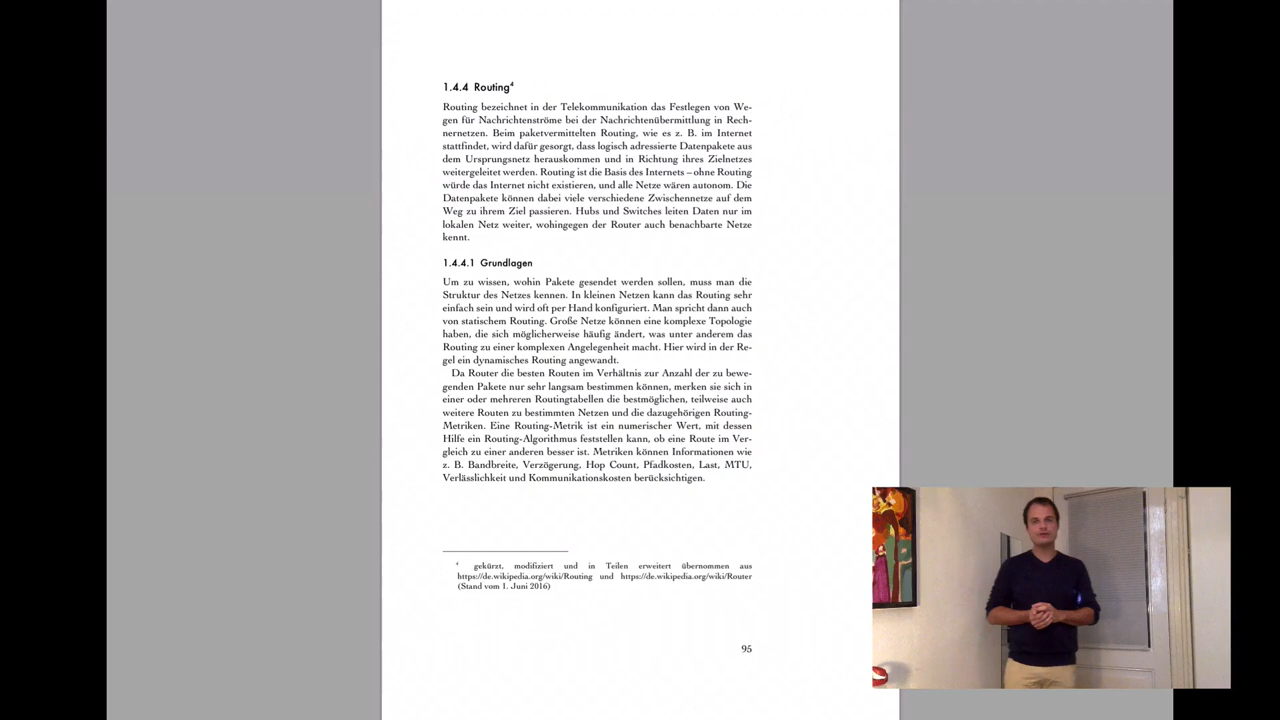 1.4.4 Routing⁴
Routing bezeichnet in der Telekommunikation das Festlegen von We-
gen für Nachrichtenströme bei der Nachrichtenübermittlung in Rech-
nernetzen. Beim paketvermittelten Routing, wie es z. B. im Internet
stattfindet, wird dafür gesorgt, dass logisch adressierte Datenpakete aus
dem Ursprungsnetz herauskommen und in Richtung ihres Zielnetzes
weitergeleitet werden. Routing ist die Basis des Internets – ohne Routing
würde das Internet nicht existieren, und alle Netze wären autonom. Die
Datenpakete können dabei viele verschiedene Zwischennetze auf dem
Weg zu ihrem Ziel passieren. Hubs und Switches leiten Daten nur im
lokalen Netz weiter, wohingegen der Router auch benachbarte Netze
kennt.
1.4.4.1 Grundlagen
Um zu wissen, wohin Pakete gesendet werden sollen, muss man die
Struktur des Netzes kennen. In kleinen Netzen kann das Routing sehr
einfach sein und wird oft per Hand konfiguriert. Man spricht dann auch
von statischem Routing. Große Netze können eine komplexe Topologie
haben, die sich möglicherweise häufig ändert, was unter anderem das
Routing zu einer komplexen Angelegenheit macht. Hier wird in der Re-
gel ein dynamisches Routing angewandt.
Da Router die besten Routen im Verhältnis zur Anzahl der zu bewe-
genden Pakete nur sehr langsam bestimmen können, merken sie sich in
einer oder mehreren Routingtabellen die bestmöglichen, teilweise auch
weitere Routen zu bestimmten Netzen und die dazugehörigen Routing-
Metriken. Eine Routing-Metrik ist ein numerischer Wert, mit dessen
Hilfe ein Routing-Algorithmus feststellen kann, ob eine Route im Ver-
gleich zu einer anderen besser ist. Metriken können Informationen wie
z. B. Bandbreite, Verzögerung, Hop Count, Pfadkosten, Last, MTU,
Verlässlichkeit und Kommunikationskosten berücksichtigen.
⁴ gekürzt, modifiziert und in Teilen erweitert übernommen aus
https://de.wikipedia.org/wiki/Routing und https://de.wikipedia.org/wiki/Router
(Stand vom 1. Juni 2016)
95